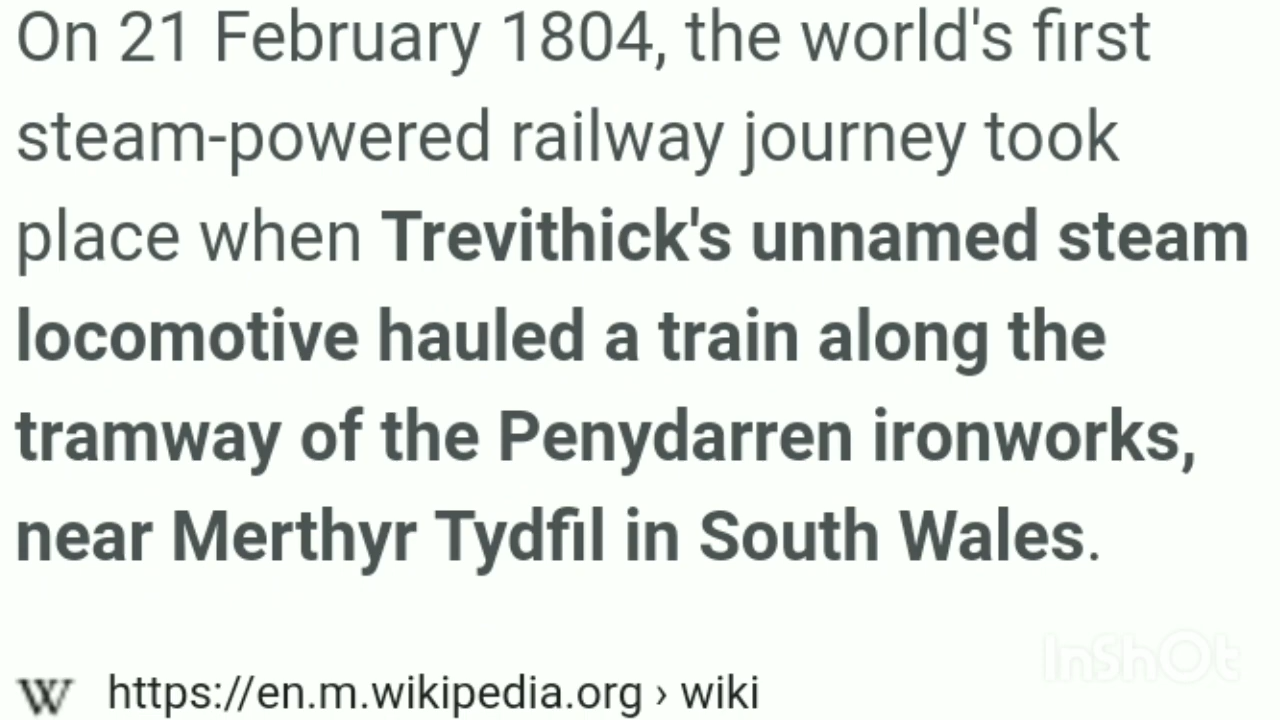 On 21 February 1804, the world's first
steam-powered railway journey took
place when Trevithick's unnamed steam
locomotive hauled a train along the
tramway of the Penydarren ironworks,
near Merthyr Tydfil in South Wales.
InShOt
W https://en.m.wikipedia.org › wiki